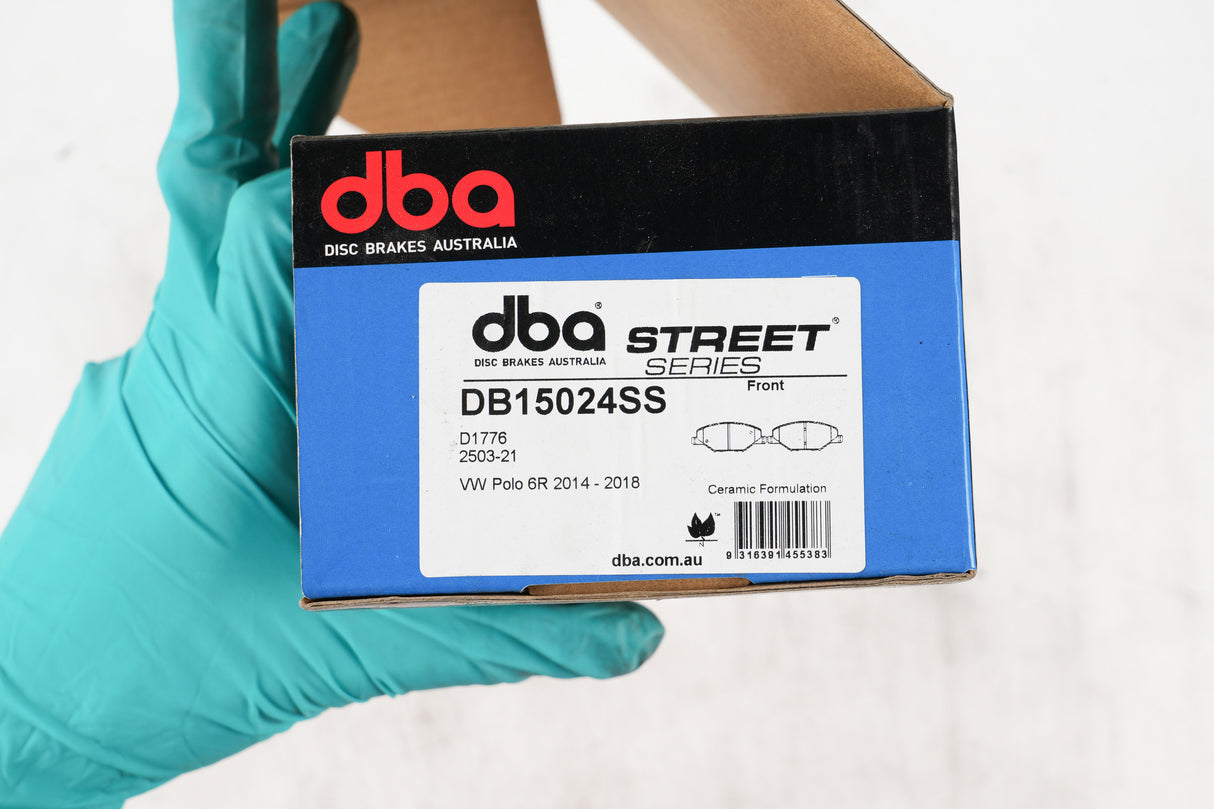 dba
DISC BRAKES AUSTRALIA
dba®
DISC BRAKES AUSTRALIA
STREET®
SERIES
Front
DB15024SS
D1776
2503-21
VW Polo 6R 2014 - 2018
Ceramic Formulation
N
™
9 316391 455383
dba.com.au